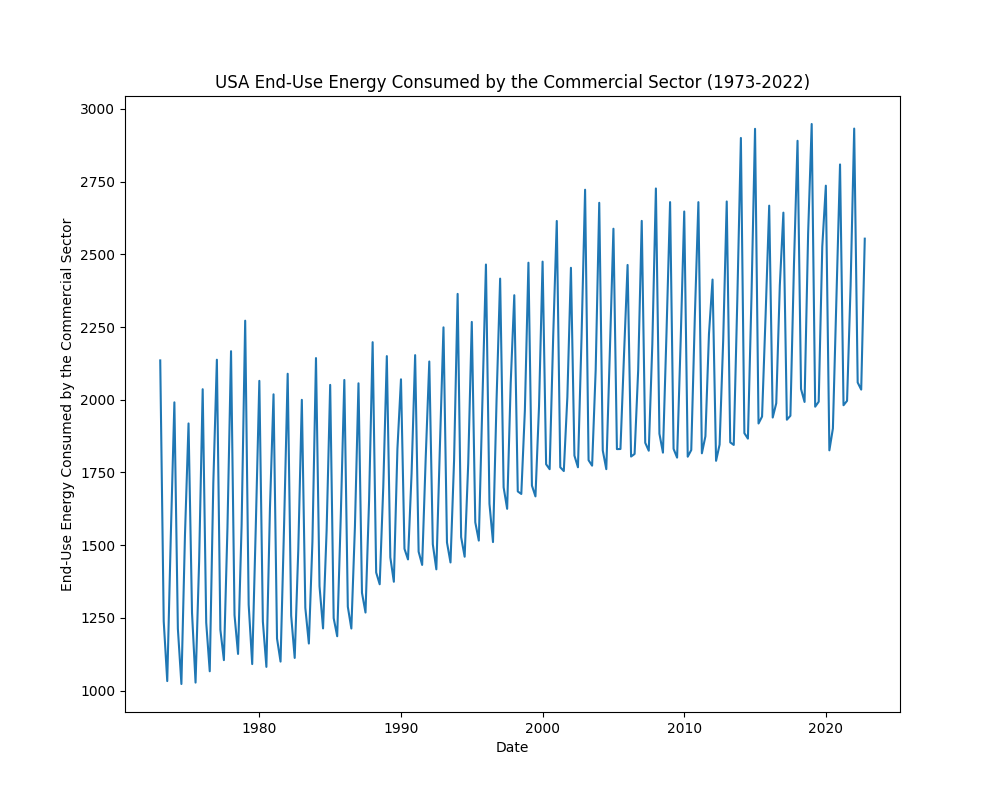 USA End-Use Energy Consumed by the Commercial Sector (1973-2022)
End-Use Energy Consumed by the Commercial Sector
3000
2750
2500
2250
2000
1750
1500
1250
1000
1980 1990 2000 2010 2020
Date